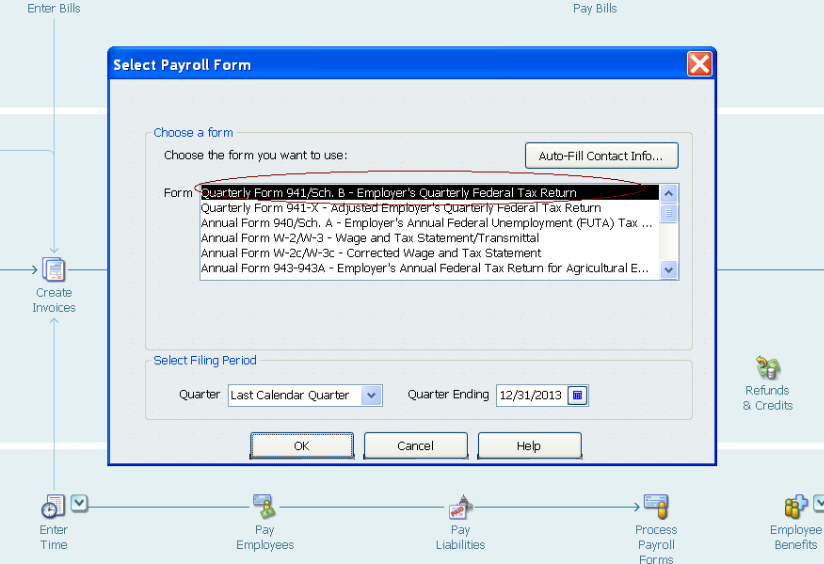 Enter Bills
Pay Bills
Select Payroll Form
Choose a form
Choose the form you want to use:
Auto-Fill Contact Info...
Form
Quarterly Form 941/Sch. B - Employer's Quarterly Federal Tax Return
Quarterly Form 941-X - Adjusted Employer's Quarterly Federal Tax Return
Annual Form 940/Sch. A - Employer's Annual Federal Unemployment (FUTA) Tax ...
Annual Form W-2/W-3 - Wage and Tax Statement/Transmittal
Annual Form W-2c/W-3c - Corrected Wage and Tax Statement
Annual Form 943-943A - Employer's Annual Federal Tax Return for Agricultural E...
Create
Invoices
Select Filing Period
Quarter
Last Calendar Quarter
Quarter Ending
12/31/2013
Refunds
& Credits
OK
Cancel
Help
Enter
Time
Pay
Employees
PAID
Pay
Liabilities
Process
Payroll
Forms
Employee
Benefits